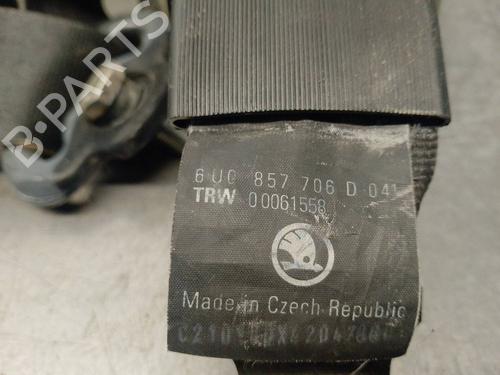 B-PARTS
6U0 857 706 D 041
TRW 00061558
Made in Czech Republic